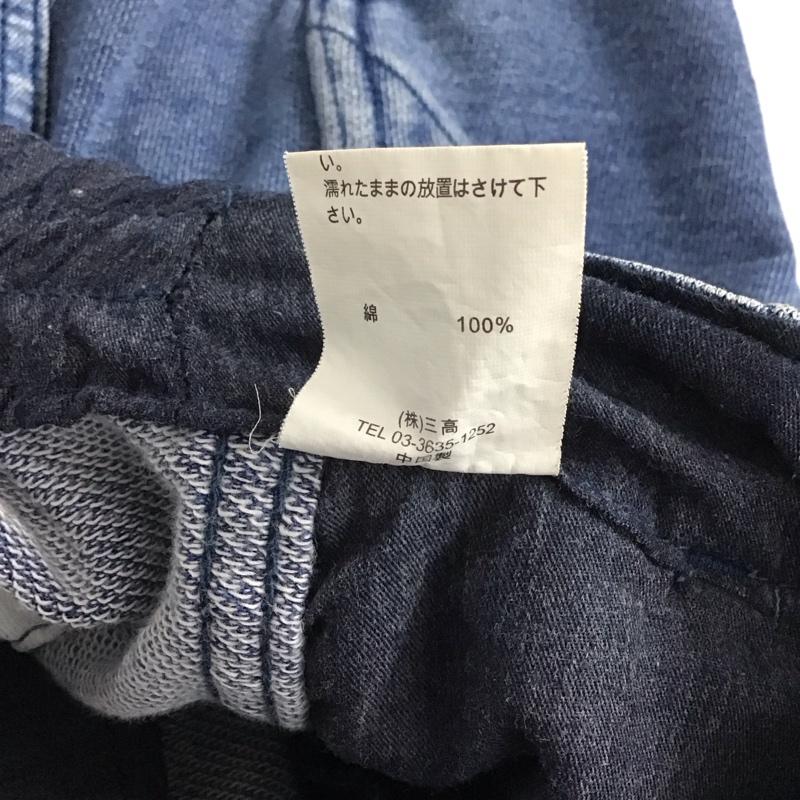 い。
濡れたままの放置はさけて下
さい。
綿 100%
(株)三高
TEL 03-3635-1252
中国製